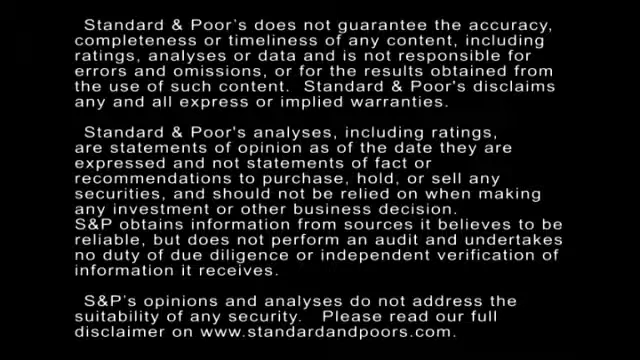 Standard & Poor's does not guarantee the accuracy,
completeness or timeliness of any content, including
ratings, analyses or data and is not responsible for
errors and omissions, or for the results obtained from
the use of such content.  Standard & Poor's disclaims
any and all express or implied warranties.
Standard & Poor's analyses, including ratings,
are statements of opinion as of the date they are
expressed and not statements of fact or
recommendations to purchase, hold, or sell any
securities, and should not be relied on when making
any investment or other business decision.
S&P obtains information from sources it believes to be
reliable, but does not perform an audit and undertakes
no duty of due diligence or independent verification of
information it receives.
S&P's opinions and analyses do not address the
suitability of any security.   Please read our full
disclaimer on www.standardandpoors.com.